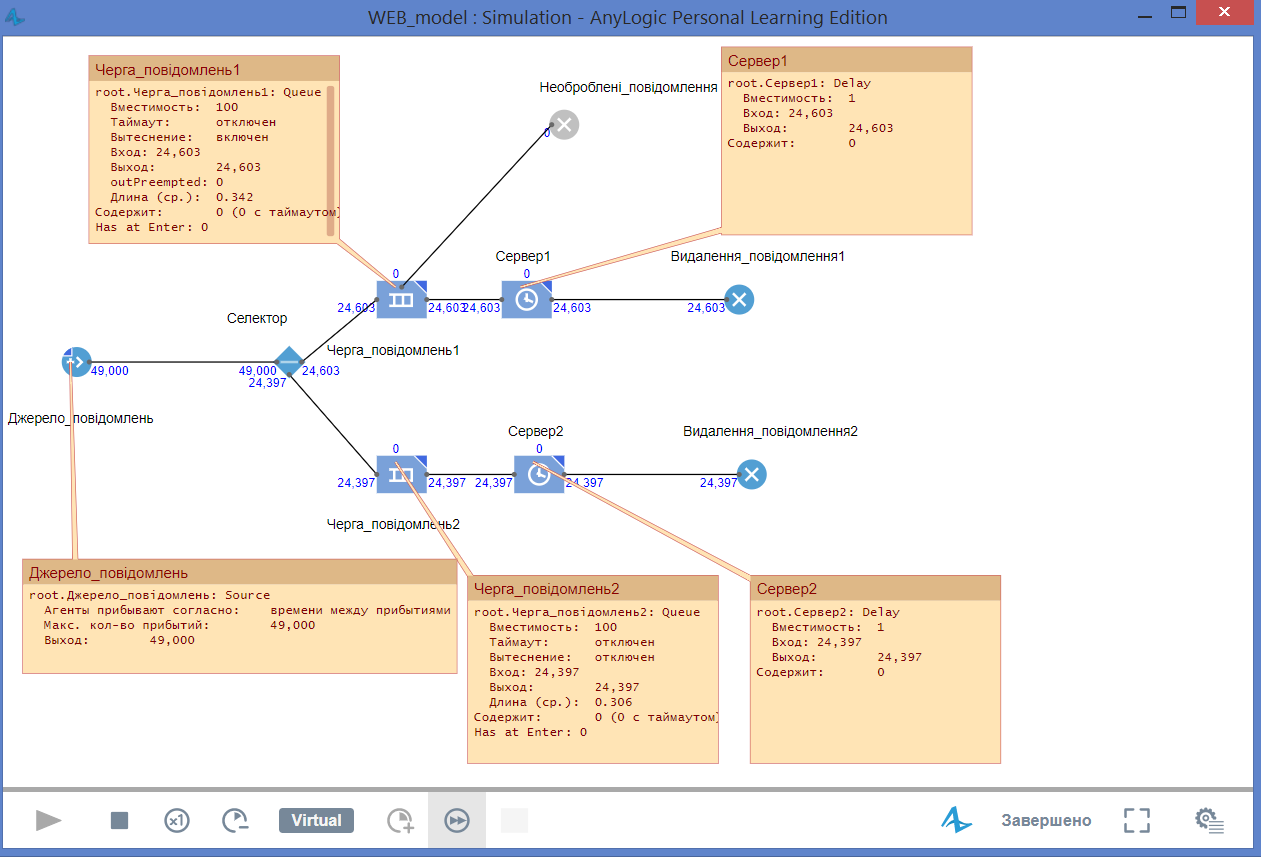 WEB_model : Simulation - AnyLogic Personal Learning Edition
Черга_повідомлень1
root.Черга_повідомлень1: Queue
Вместимость: 100
Таймаут: отключен
Вытеснение: включен
Вход: 24,603
Выход: 24,603
outPreempted: 0
Длина (ср.): 0.342
Содержит: 0 (0 с таймаутом)
Has at Enter: 0
Необроблені_повідомлення
0
Сервер1
root.Сервер1: Delay
Вместимость: 1
Вход: 24,603
Выход: 24,603
Содержит: 0
Сервер1
Видалення_повідомлення1
0
0
24,603
24,603
24,603
24,603
24,603
Селектор
Черга_повідомлень1
49,000
49,000
24,603
24,397
Джерело_повідомлень
Сервер2
Видалення_повідомлення2
0
0
24,397
24,397
24,397
24,397
24,397
Черга_повідомлень2
Джерело_повідомлень
root.Джерело_повідомлень: Source
Агенты прибывают согласно: времени между прибытиями
Макс. кол-во прибытий: 49,000
Выход: 49,000
Черга_повідомлень2
root.Черга_повідомлень2: Queue
Вместимость: 100
Таймаут: отключен
Вытеснение: отключен
Вход: 24,397
Выход: 24,397
Длина (ср.): 0.306
Содержит: 0 (0 с таймаутом)
Has at Enter: 0
Сервер2
root.Сервер2: Delay
Вместимость: 1
Вход: 24,397
Выход: 24,397
Содержит: 0
x1
Virtual
Завершено